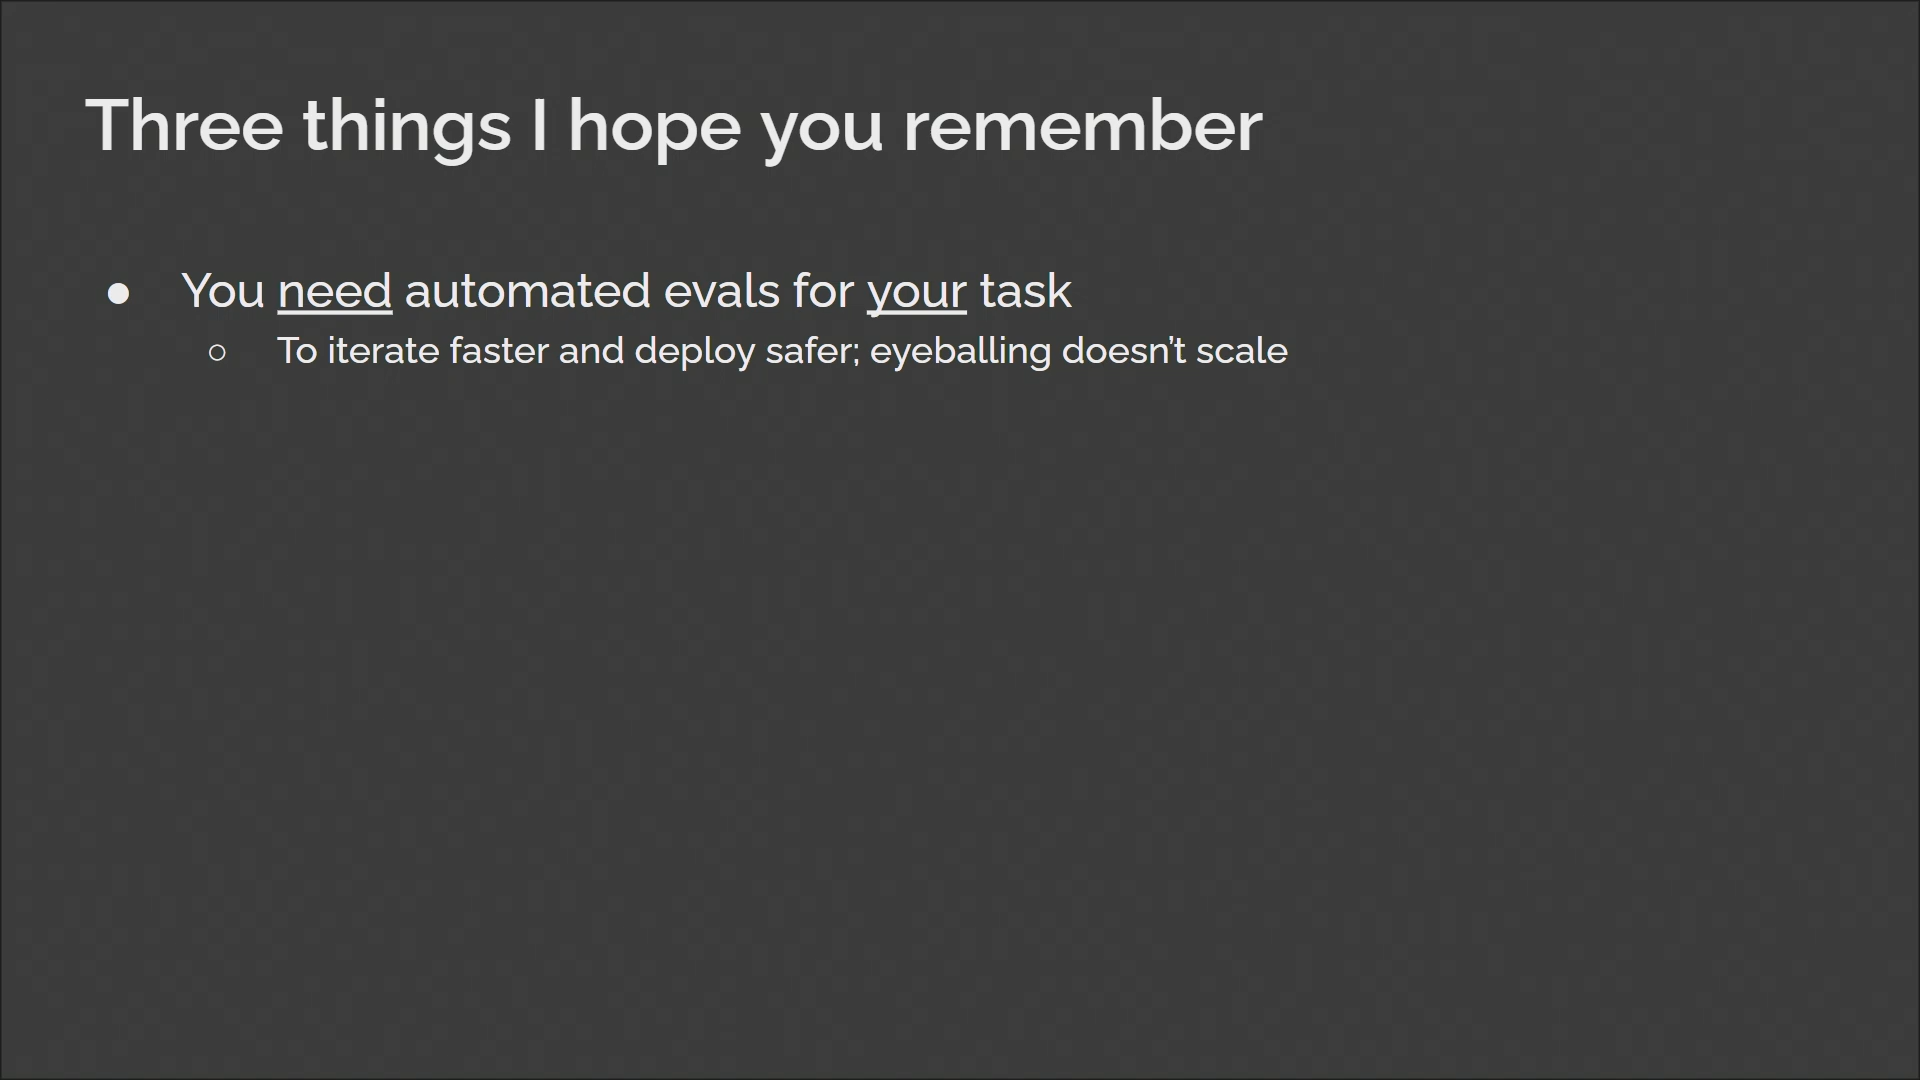 Three things I hope you remember
● You need automated evals for your task
○ To iterate faster and deploy safer; eyeballing doesn’t scale